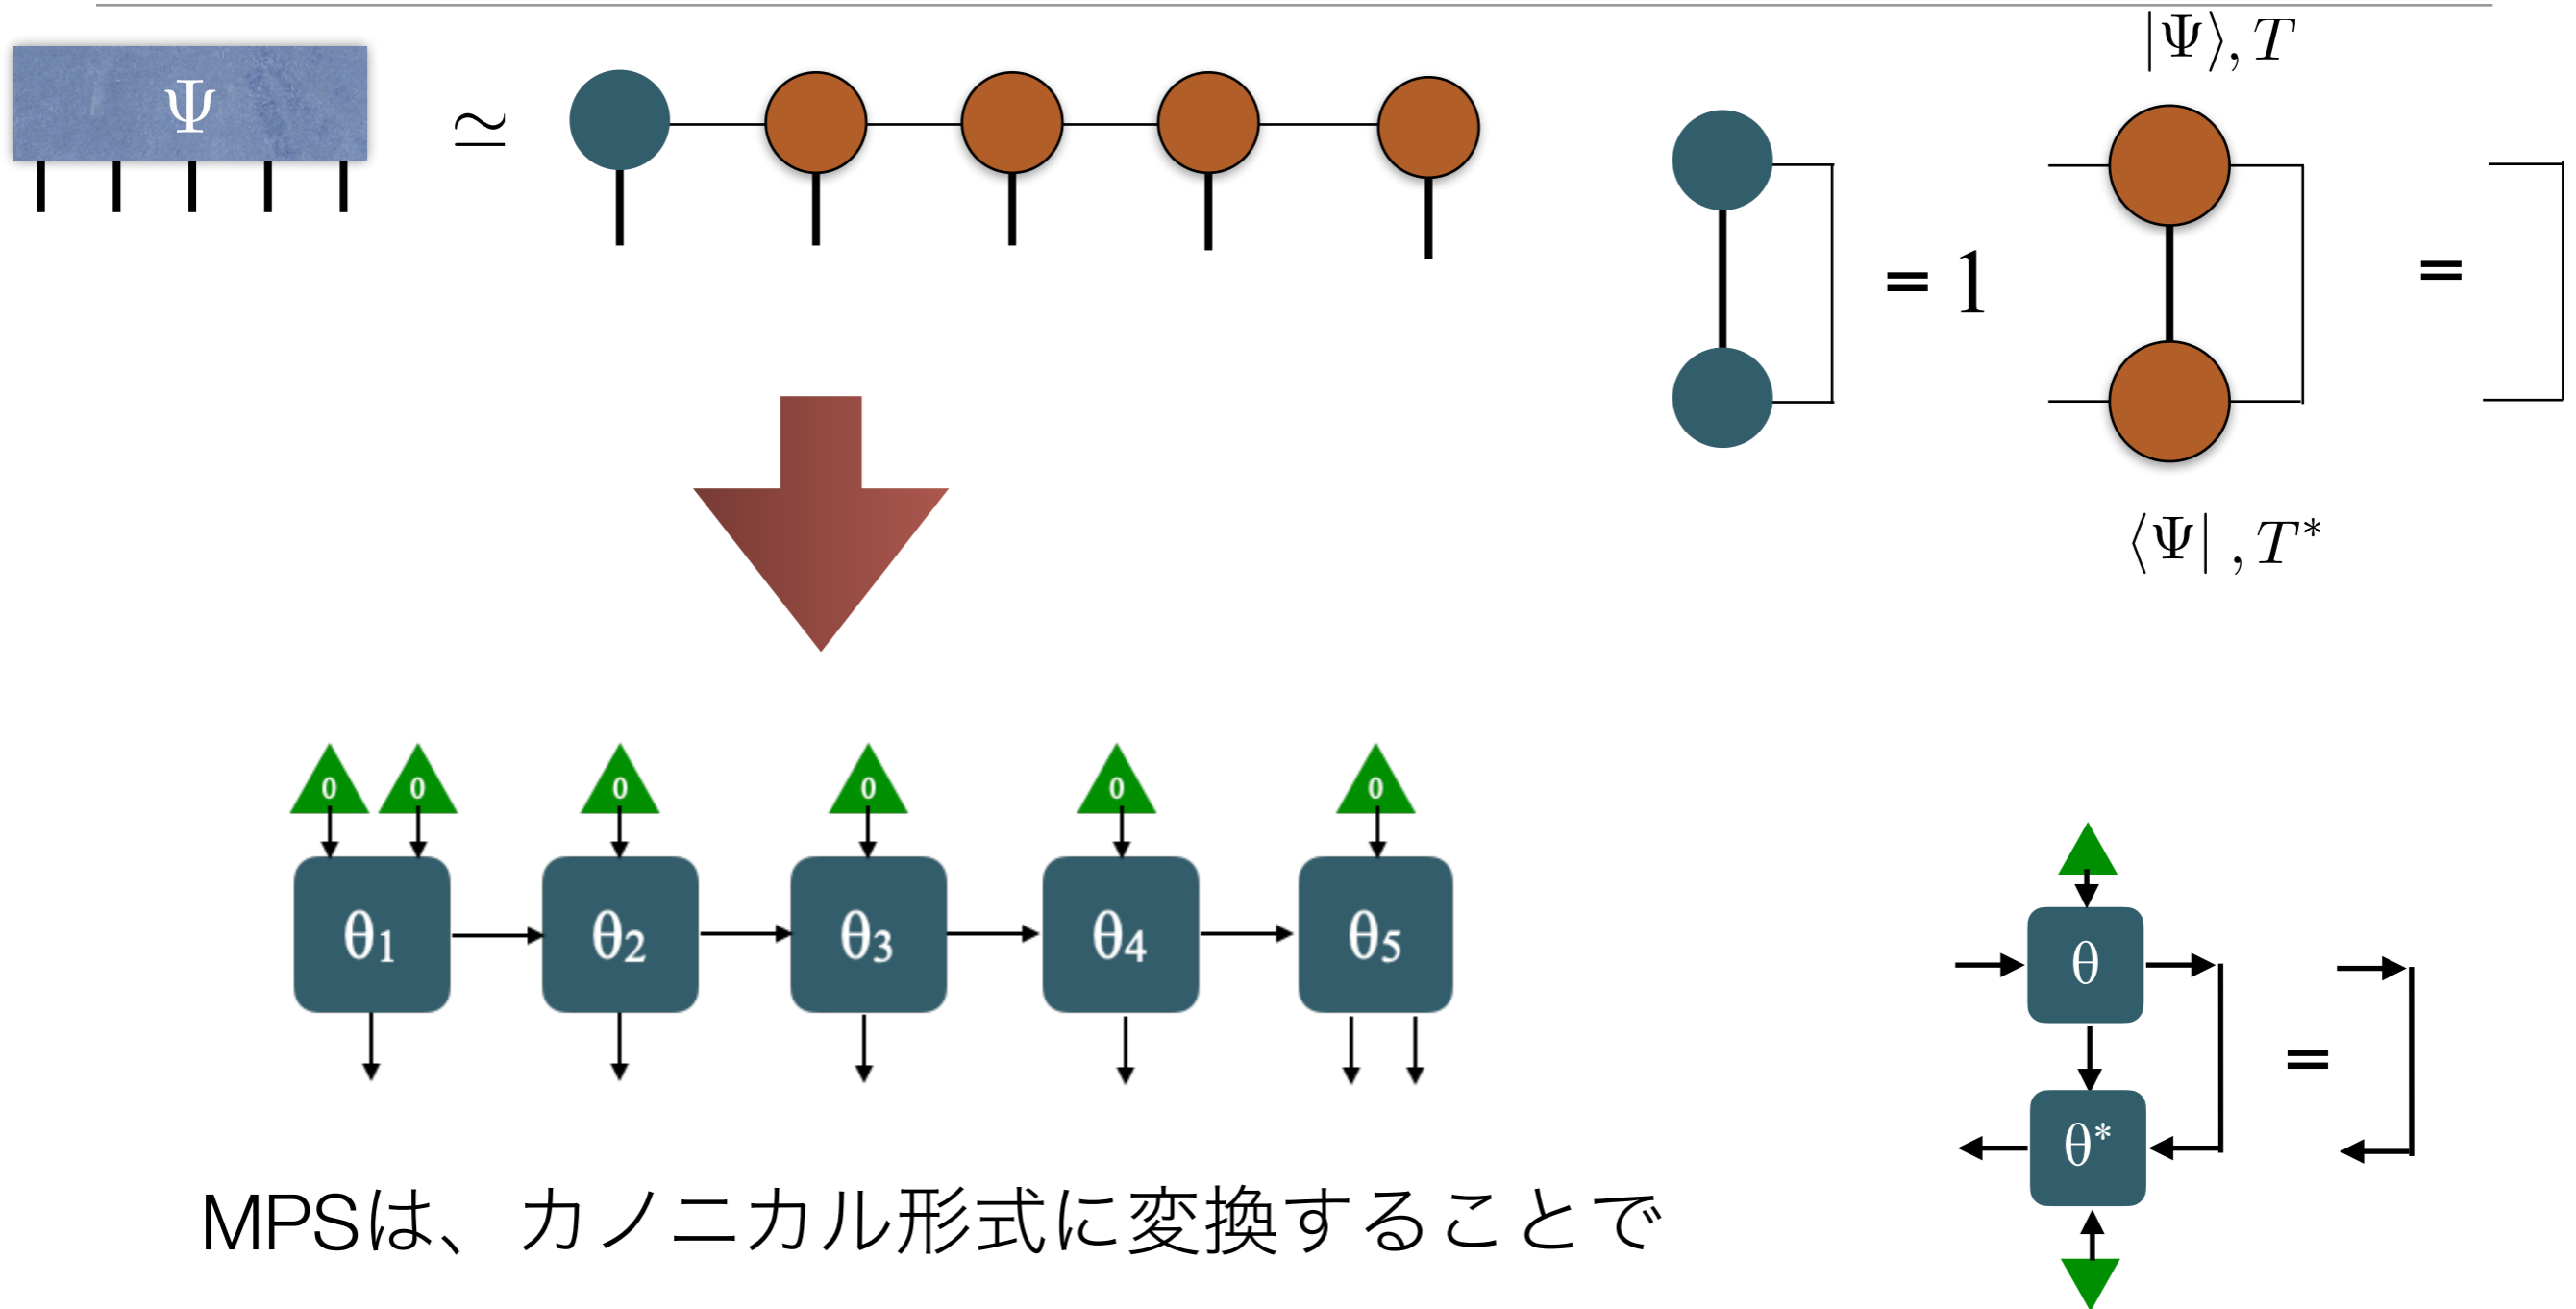 |Ψ⟩, T
Ψ
≃
= 1
=
⟨Ψ| , T*
0 0 0 0 0 0
θ1 θ2 θ3 θ4 θ5
θ
=
θ*
MPSは、カノニカル形式に変換することで